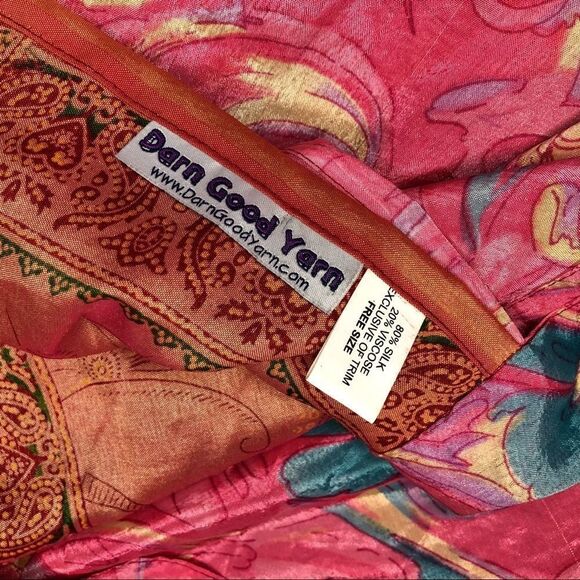 Darn Good Yarn
www.DarnGoodYarn.com
80% SILK
20% VISCOSE
EXCLUSIVE OF TRIM
FREE SIZE